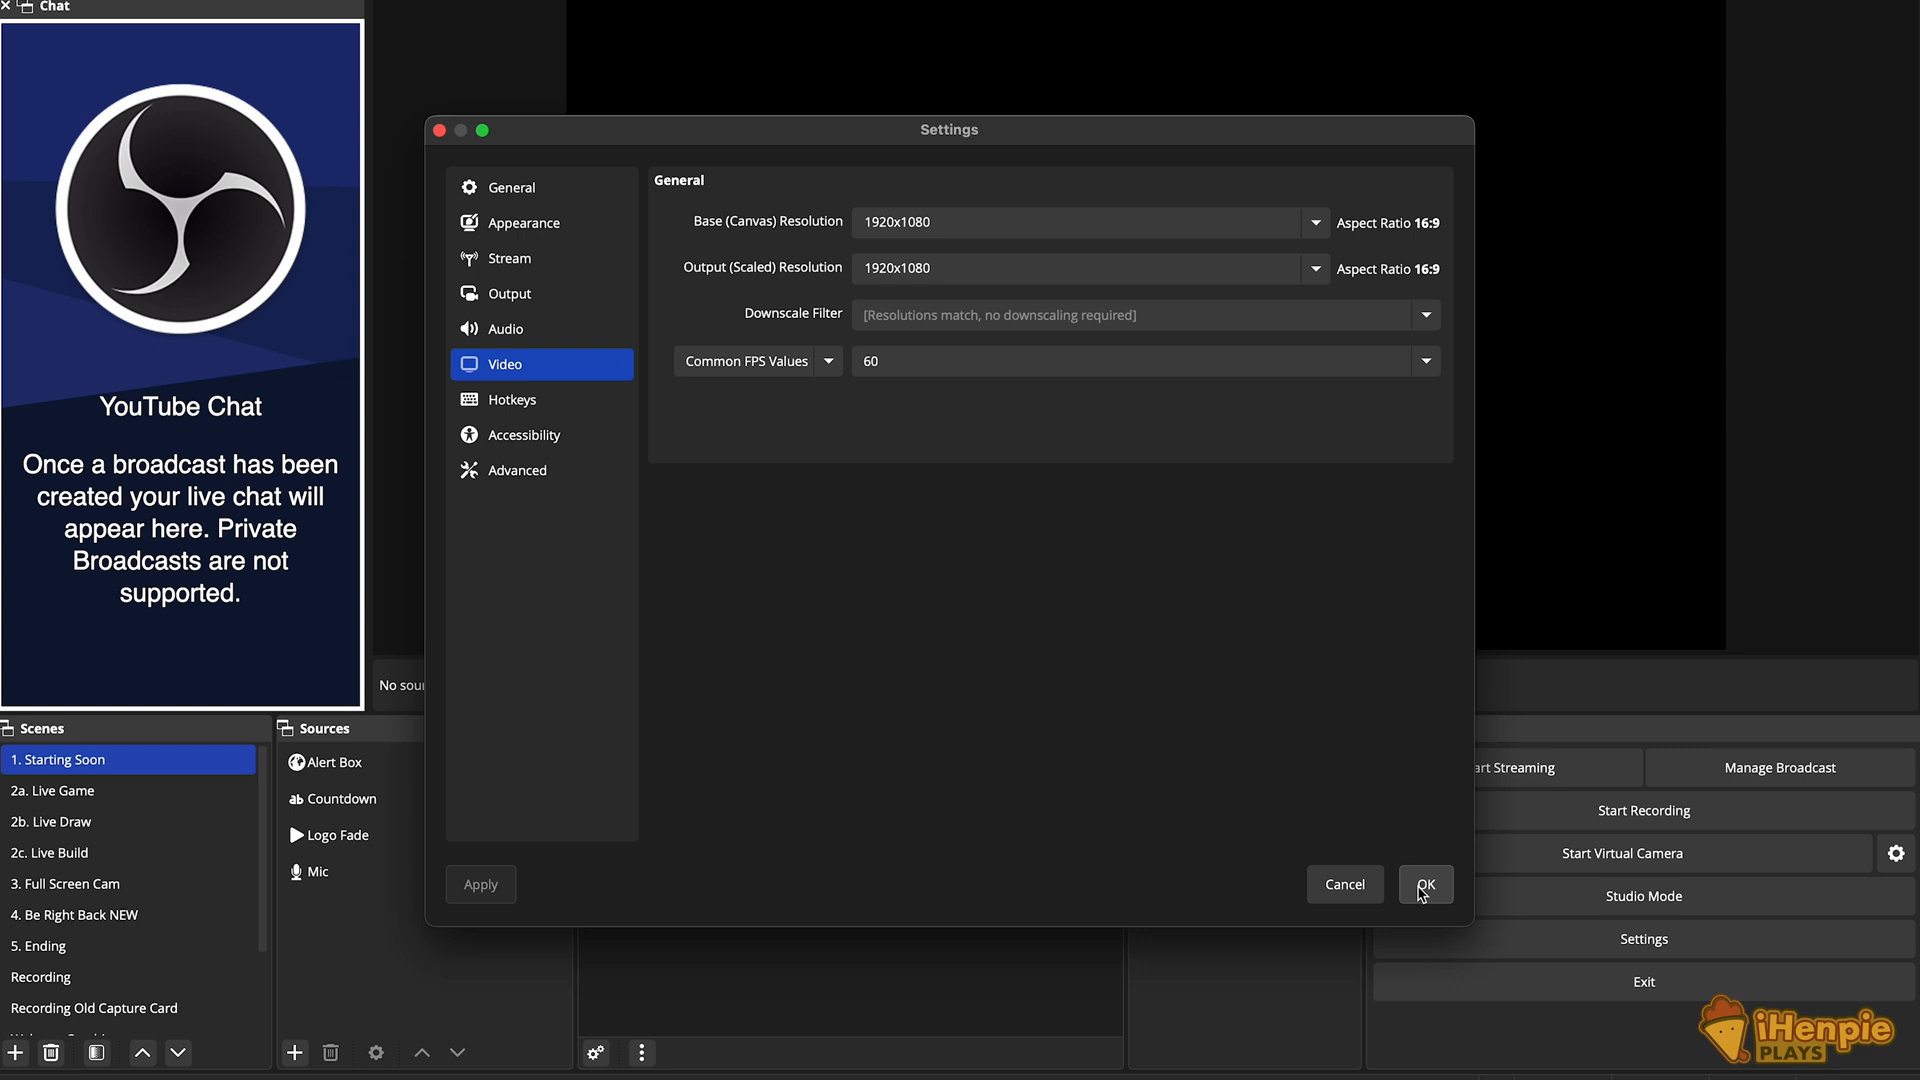 Chat
YouTube Chat
Once a broadcast has been
created your live chat will
appear here. Private
Broadcasts are not
supported.
Settings
General
Appearance
Stream
Output
Audio
Video
Hotkeys
Accessibility
Advanced
General
Base (Canvas) Resolution 1920x1080 Aspect Ratio 16:9
Output (Scaled) Resolution 1920x1080 Aspect Ratio 16:9
Downscale Filter [Resolutions match, no downscaling required]
Common FPS Values 60
Apply Cancel OK
No sou
Scenes
1. Starting Soon
2a. Live Game
2b. Live Draw
2c. Live Build
3. Full Screen Cam
4. Be Right Back NEW
5. Ending
Recording
Recording Old Capture Card
Sources
Alert Box
ab Countdown
Logo Fade
Mic
art Streaming Manage Broadcast
Start Recording
Start Virtual Camera
Studio Mode
Settings
Exit
iHenpie
PLAYS